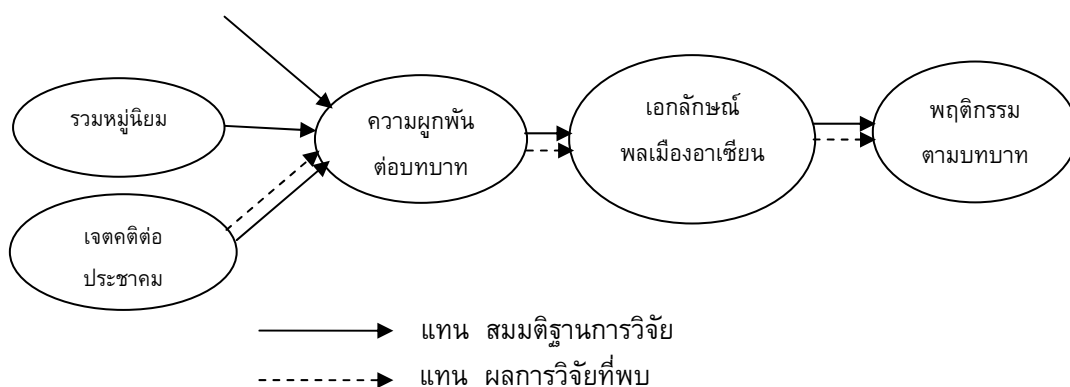 รวมหมู่นิยม
ความผูกพัน
ต่อบทบาท
เอกลักษณ์
พลเมืองอาเซียน
พฤติกรรม
ตามบทบาท
เจตคติต่อ
ประชาคม
แทน สมมติฐานการวิจัย
แทน ผลการวิจัยที่พบ